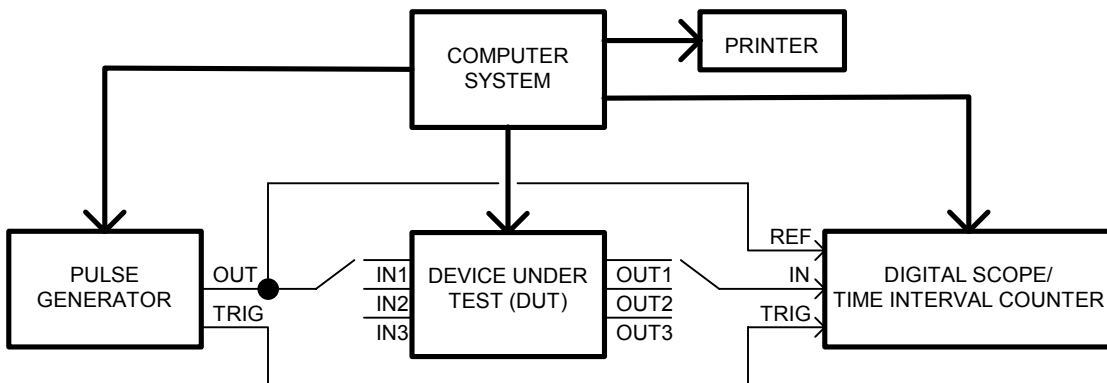 COMPUTER
SYSTEM
PRINTER
PULSE
GENERATOR
OUT
TRIG
IN1
IN2
IN3
DEVICE UNDER
TEST (DUT)
OUT1
OUT2
OUT3
REF
IN
TRIG
DIGITAL SCOPE/
TIME INTERVAL COUNTER